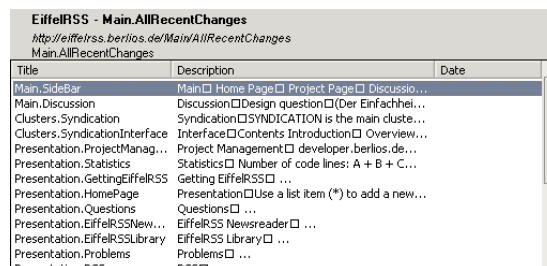 EiffelRSS - Main.AllRecentChanges
http://eiffelrss.berlios.de/Main/AllRecentChanges
Main.AllRecentChanges
Title Description Date
Main.SideBar Main□ Home Page□ Project Page□ Discussio...
Main.Discussion Discussion□Design question□(Der Einfachhei...
Clusters.Syndication Syndication□SYNDICATION is the main cluste...
Clusters.SyndicationInterface Interface□Contents Introduction□ Overview...
Presentation.ProjectManag... Project Management□ developer.berlios.de...
Presentation.Statistics Statistics□ Number of code lines: A + B + C...
Presentation.GettingEiffelRSS Getting EiffelRSS□ ...
Presentation.HomePage Presentation□Use a list item (*) to add a new...
Presentation.Questions Questions□ ...
Presentation.EiffelRSSNew... EiffelRSS Newsreader□ ...
Presentation.EiffelRSSLibrary EiffelRSS Library□ ...
Presentation.Problems Problems□ ...